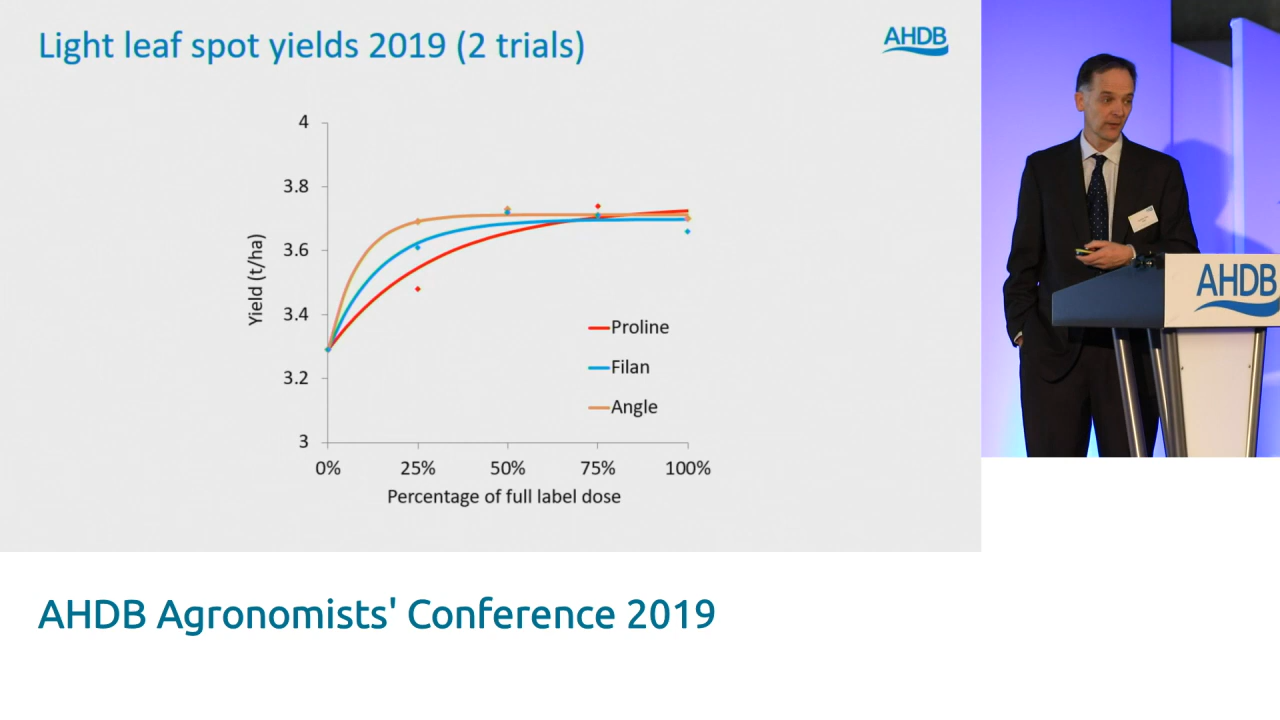 Light leaf spot yields 2019 (2 trials)
AHDB
4
3.8
3.6
3.4
3.2
3
Yield (t/ha)
Proline
Filan
Angle
0%
25%
50%
75%
100%
Percentage of full label dose
AHDB
AHDB Agronomists' Conference 2019